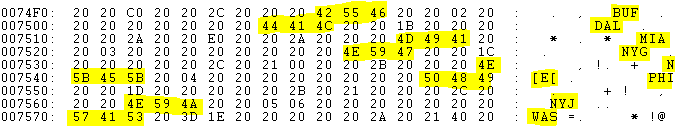 0074F0: 20 20 C0 20 20 2C 20 20 20 42 55 46 20 20 02 20 : . , BUF .
007500: 20 20 20 20 20 20 20 44 41 4C 20 20 1B 20 20 20 : DAL .
007510: 20 20 2A 20 20 E0 20 20 2A 20 20 20 4D 49 41 20 : * . * MIA
007520: 20 03 20 20 20 20 20 20 20 20 4E 59 47 20 20 1C : . NYG .
007530: 20 20 20 20 20 2C 20 21 00 20 20 2B 20 20 20 4E : , !. + N
007540: 5B 45 5B 20 04 20 20 20 20 20 20 20 20 50 48 49 : [E[ . PHI
007550: 20 20 1D 20 20 20 20 20 2B 20 21 20 20 20 2C 20 : . + ! ,
007560: 20 20 4E 59 4A 20 20 05 06 20 20 20 20 20 20 20 : NYJ ..
007570: 57 41 53 20 3D 1E 20 20 20 20 20 2A 20 21 40 20 : WAS =. * !@